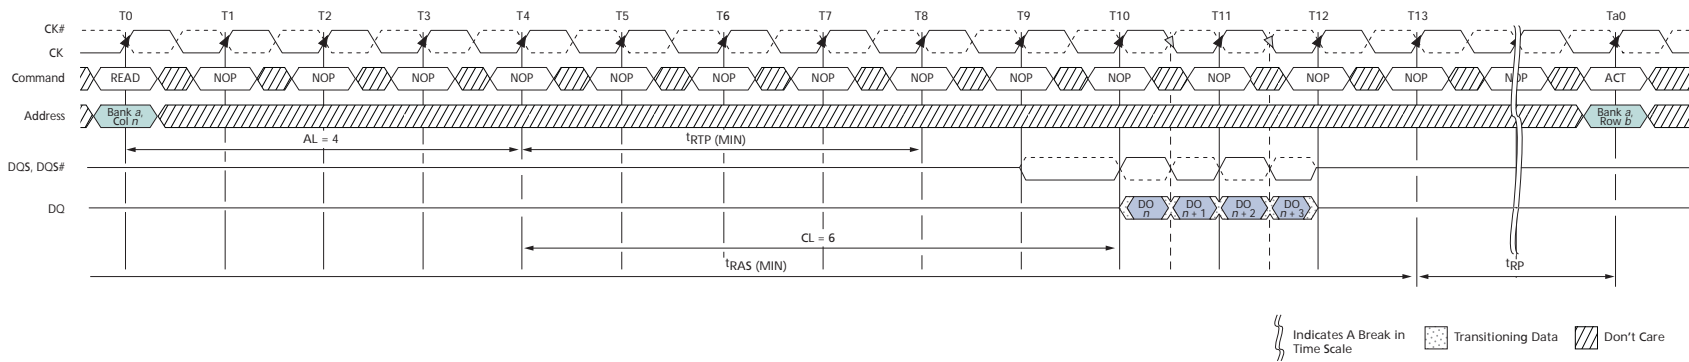 T0 T1 T2 T3 T4 T5 T6 T7 T8 T9 T10 T11 T12 T13 Ta0
CK#
CK
Command READ NOP NOP NOP NOP NOP NOP NOP NOP NOP NOP NOP NOP NOP NOP ACT
Address Bank a, Col n Bank a, Row b
AL = 4 tRTP (MIN)
DQS, DQS#
DQ DO n DO n + 1 DO n + 2 DO n + 3
CL = 6
tRAS (MIN) tRP
Indicates A Break in
Time Scale
Transitioning Data
Don't Care